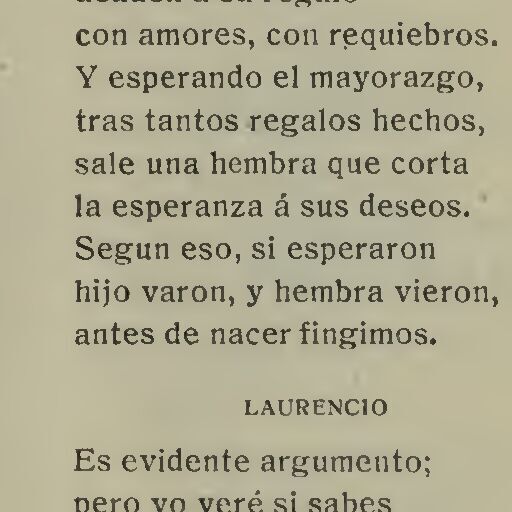 con amores, con requiebros.
Y esperando el mayorazgo,
tras tantos regalos hechos,
sale una hembra que corta
la esperanza á sus deseos.
Segun eso, si esperaron
hijo varon, y hembra vieron,
antes de nacer fingimos.
LAURENCIO
Es evidente argumento;
pero yo veré si sabes